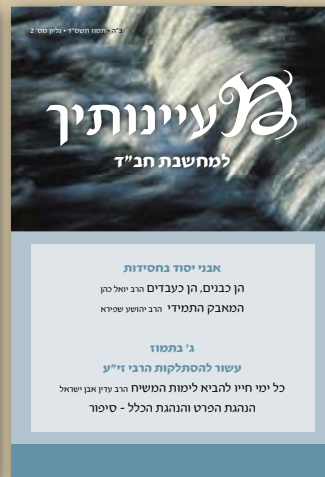 ב"ה • תמוז תשס"ד • גליון מס' 2
מעיינותיך
למחשבת חב"ד
אבני יסוד בחסידות
הן כבנים, הן כעבדים הרב יואל כהן
המאבק התמידי הרב יהושע שפירא
ג' בתמוז
עשור להסתלקות הרבי זי"ע
כל ימי חייו להביא לימות המשיח הרב עדין אבן ישראל
הנהגת הפרט והנהגת הכלל - סיפור